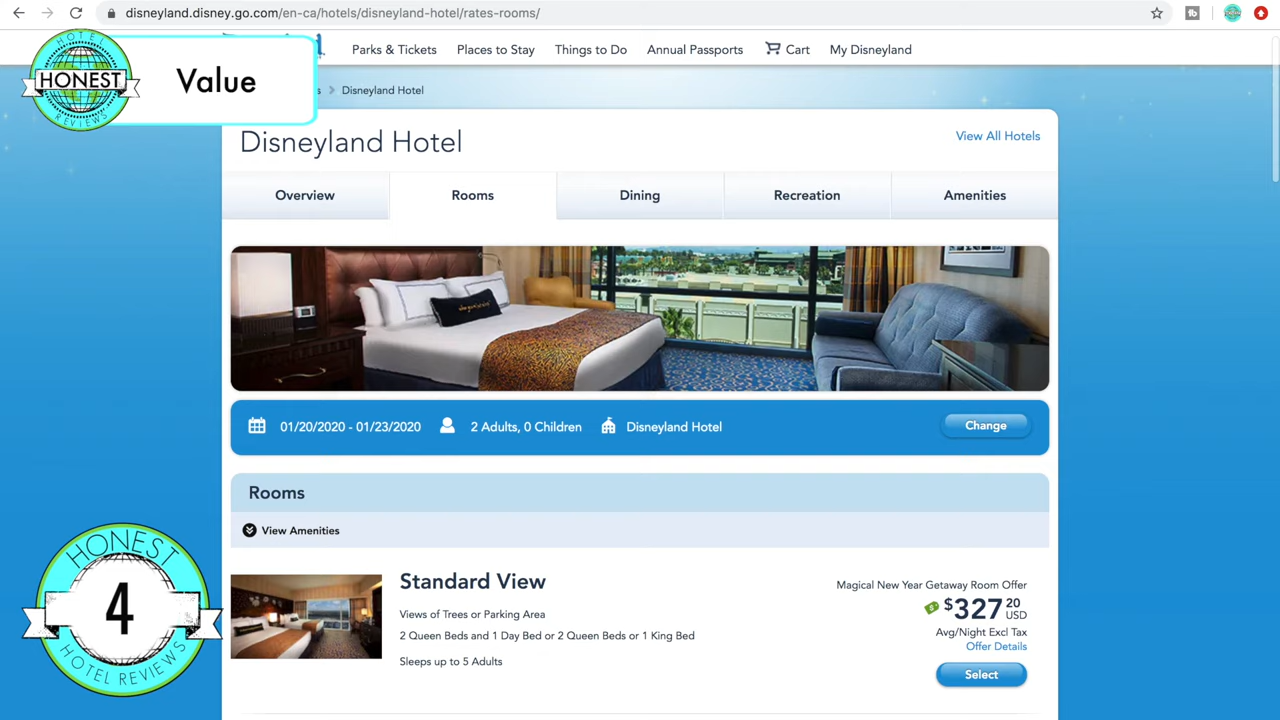 disneyland.disney.go.com/en-ca/hotels/disneyland-hotel/rates-rooms/
Parks & Tickets
Places to Stay
Things to Do
Annual Passports
Cart
My Disneyland
HOTEL
HONEST
REVIEWS
Value
Disneyland Hotel
Disneyland Hotel
View All Hotels
Overview
Rooms
Dining
Recreation
Amenities
01/20/2020 - 01/23/2020
2 Adults, 0 Children
Disneyland Hotel
Change
Rooms
View Amenities
Standard View
Views of Trees or Parking Area
2 Queen Beds and 1 Day Bed or 2 Queen Beds or 1 King Bed
Sleeps up to 5 Adults
Magical New Year Getaway Room Offer
$327 20 USD
Avg/Night Excl Tax
Offer Details
Select
HONEST
4
HOTEL REVIEWS